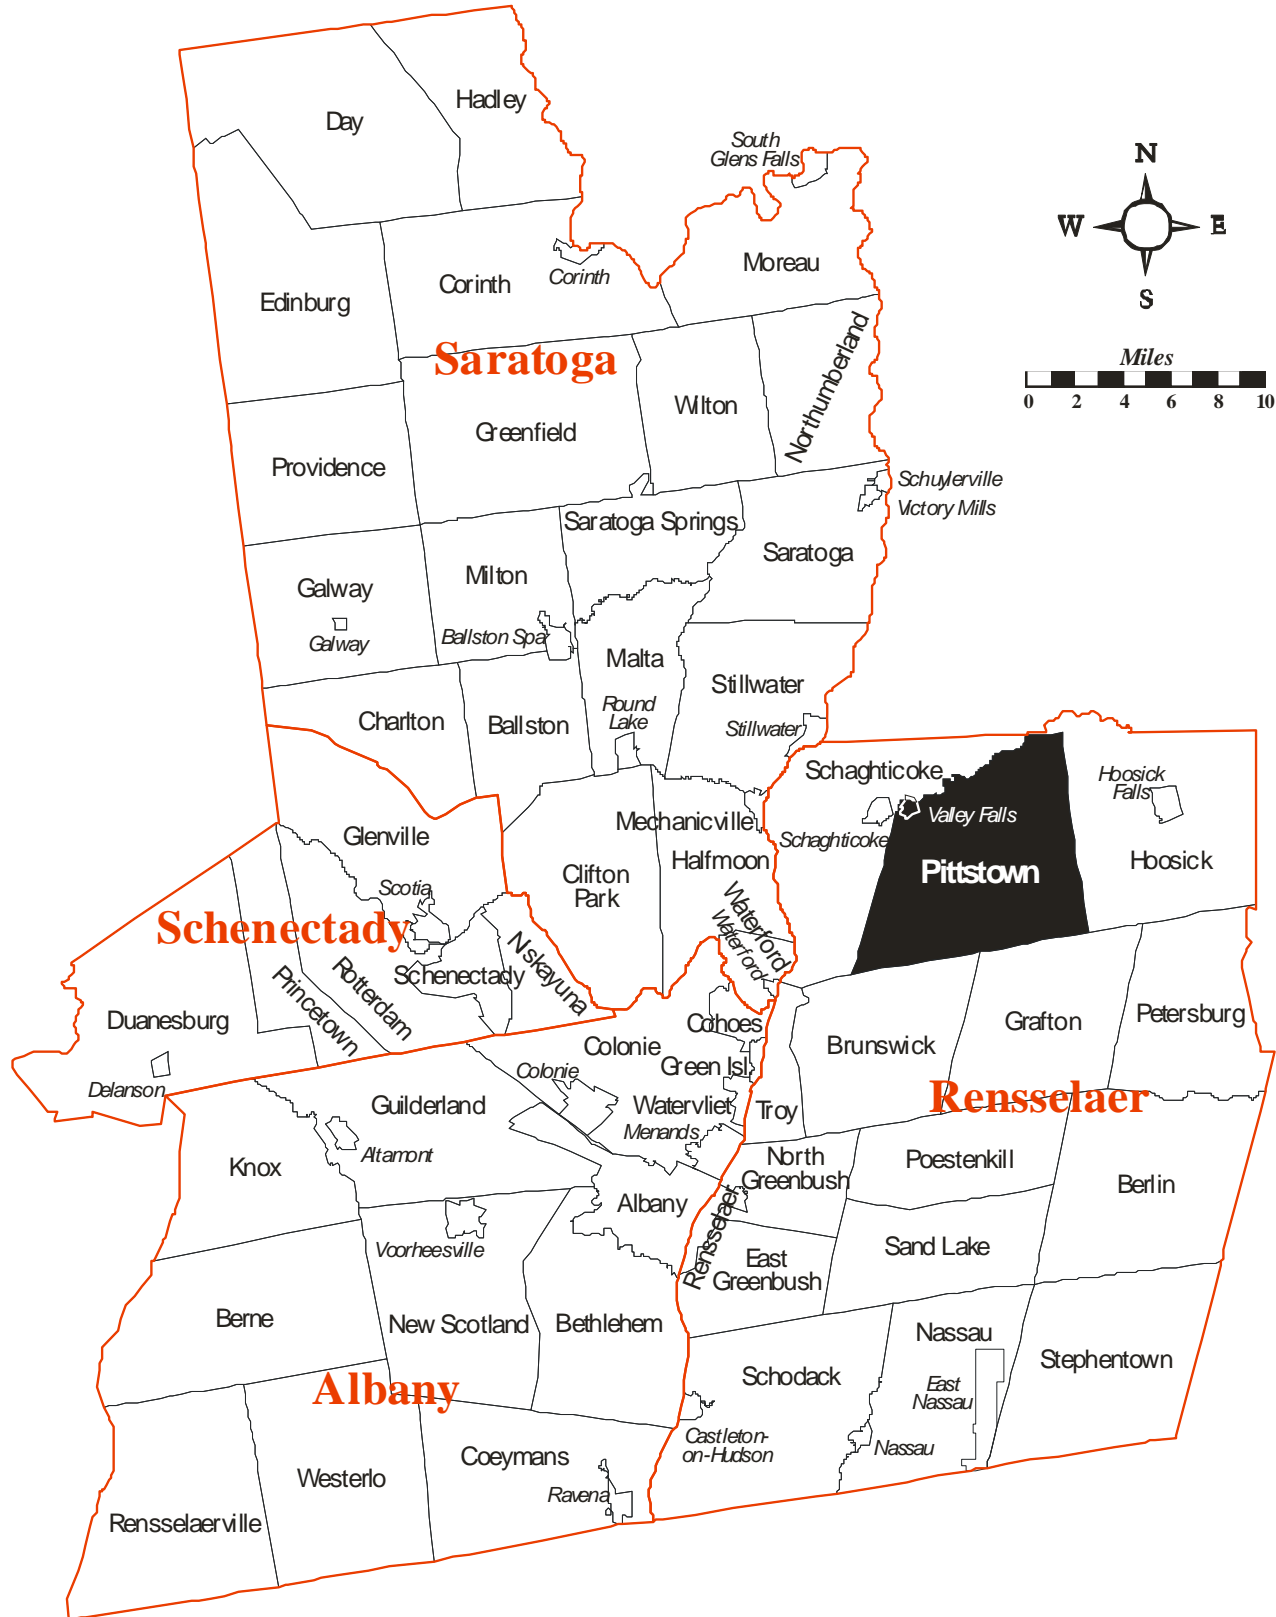 Hadley
Day
South
Glens Falls
N
W
E
S
Moreau
Corinth
Corinth
Edinburg
Miles
0 2 4 6 8 10
Saratoga
Northumberland
Wilton
Greenfield
Providence
Schuylerville
Victory Mills
Saratoga Springs
Saratoga
Milton
Galway
Galway
Ballston Spa
Malta
Stillwater
Round
Lake
Stillwater
Charlton
Ballston
Schaghticoke
Hoosick
Falls
Valley Falls
Mechanicville
Schaghticoke
Glenville
Halfmoon
Hoosick
Clifton
Park
Pittstown
Scotia
Waterford
Waterford
Schenectady
Schenectady
Niskayuna
Rotterdam
Princetown
Duanesburg
Delanson
Cohoes
Colonie
Green Isl.
Colonie
Watervliet
Menands
Troy
Brunswick
Grafton
Petersburg
Rensselaer
Guilderland
Altamont
Knox
North
Greenbush
Poestenkill
Berlin
Albany
Rensselaer
Voorheesville
Sand Lake
East
Greenbush
Berne
New Scotland
Bethlehem
Nassau
Stephentown
Schodack
East
Nassau
Albany
Castleton-
on-Hudson
Nassau
Coeymans
Westerlo
Ravena
Rensselaerville